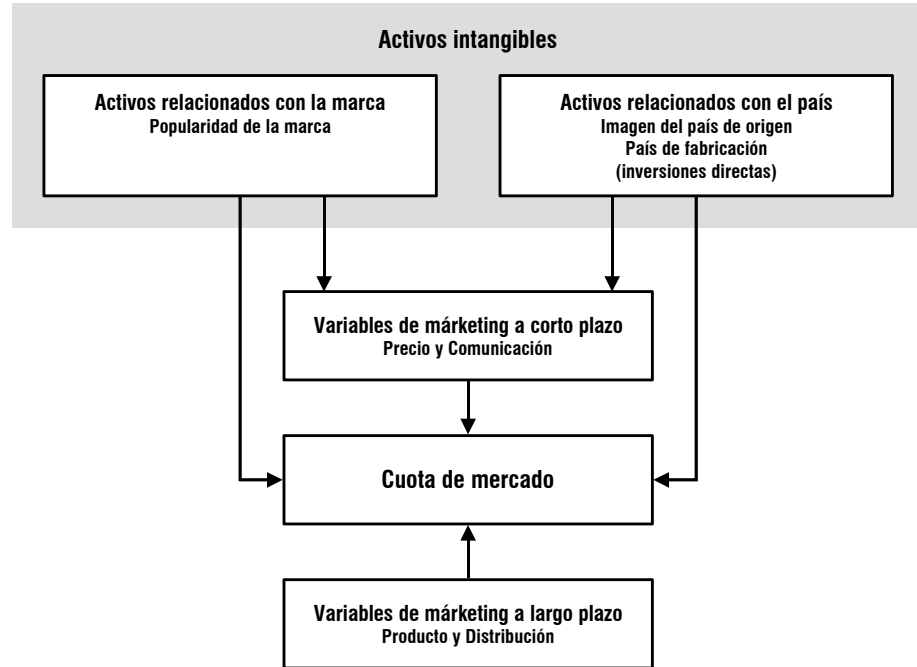 Activos intangibles
Activos relacionados con la marca
Popularidad de la marca
Activos relacionados con el país
Imagen del país de origen
País de fabricación
(inversiones directas)
Variables de márketing a corto plazo
Precio y Comunicación
Cuota de mercado
Variables de márketing a largo plazo
Producto y Distribución